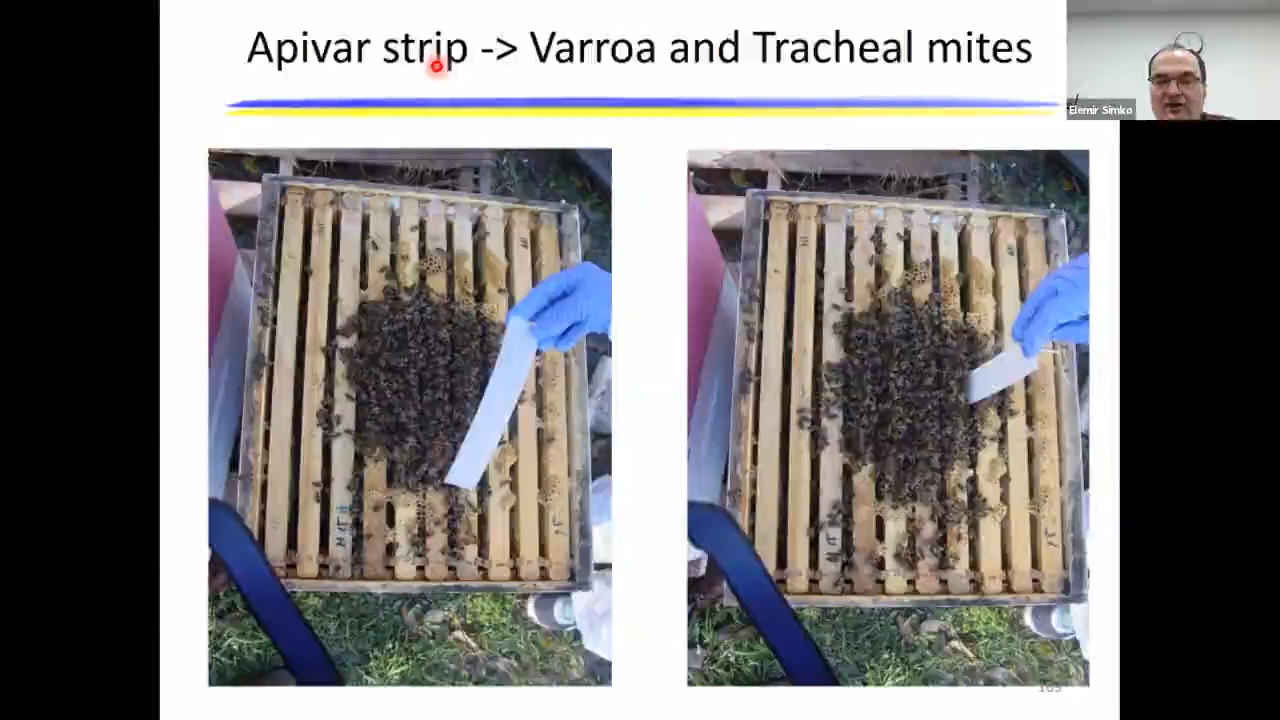 Apivar strip -> Varroa and Tracheal mites
Elemir Simko